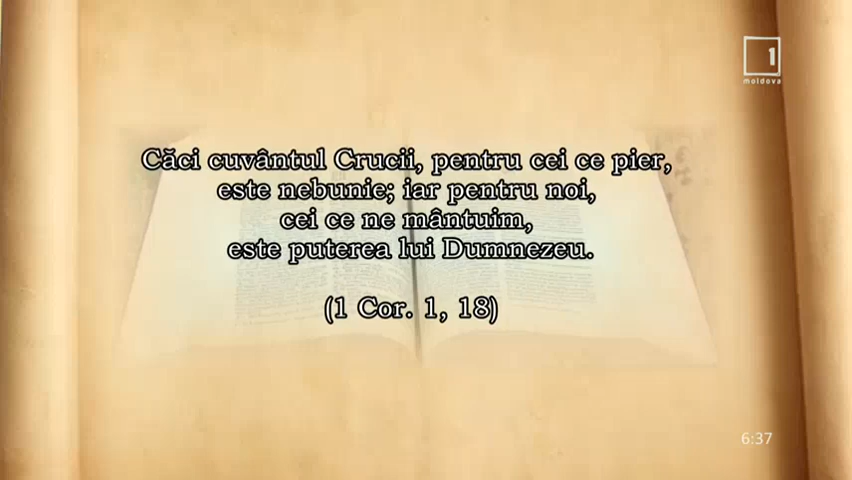 1
moldova
Căci cuvântul Crucii, pentru cei ce pier,
este nebunie; iar pentru noi,
cei ce ne mântuim,
este puterea lui Dumnezeu.
(1 Cor. 1, 18)
6:37